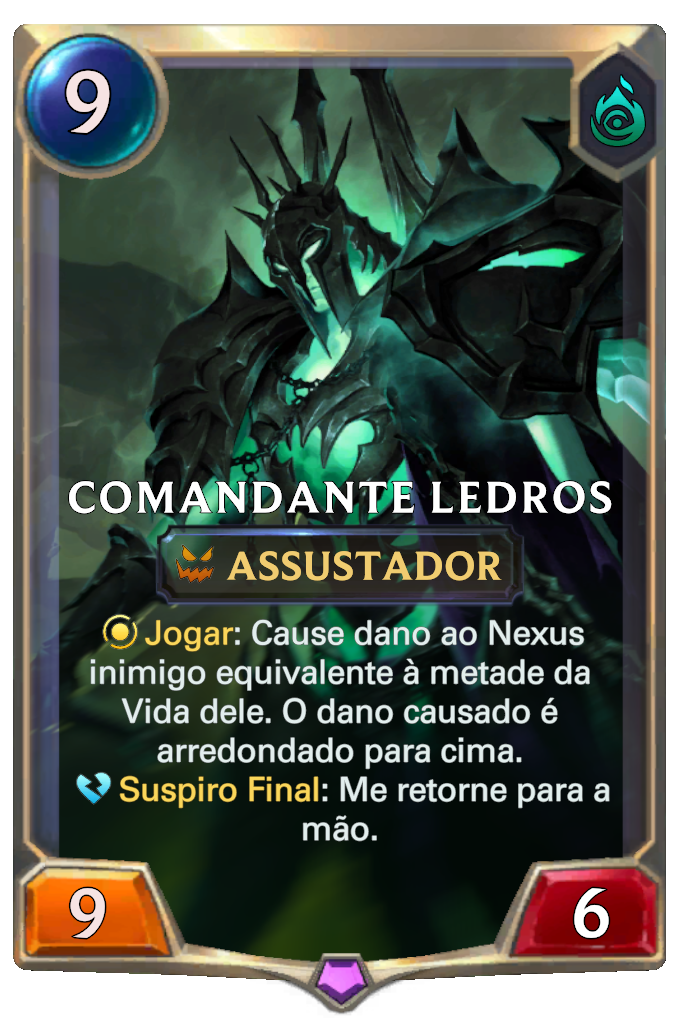 9
COMANDANTE LEDROS
ASSUSTADOR
Jogar: Cause dano ao Nexus
inimigo equivalente à metade da
Vida dele. O dano causado é
arredondado para cima.
Suspiro Final: Me retorne para a
mão.
9
6